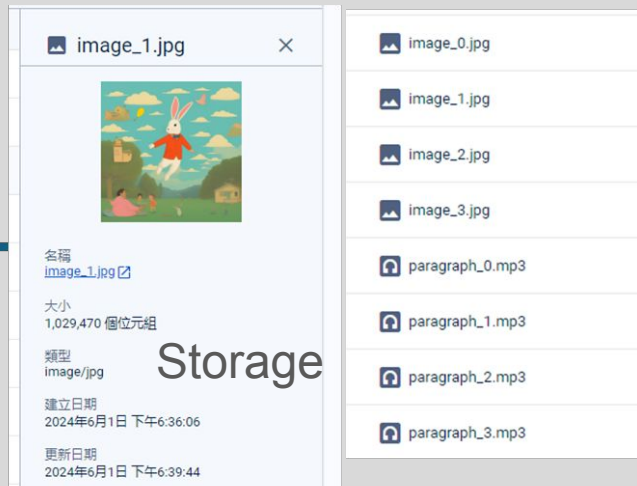 image_1.jpg
名稱
image_1.jpg
大小
1,029,470 個位元組
類型
image/jpg
建立日期
2024年6月1日 下午6:36:06
更新日期
2024年6月1日 下午6:39:44
Storage
image_0.jpg
image_1.jpg
image_2.jpg
image_3.jpg
paragraph_0.mp3
paragraph_1.mp3
paragraph_2.mp3
paragraph_3.mp3